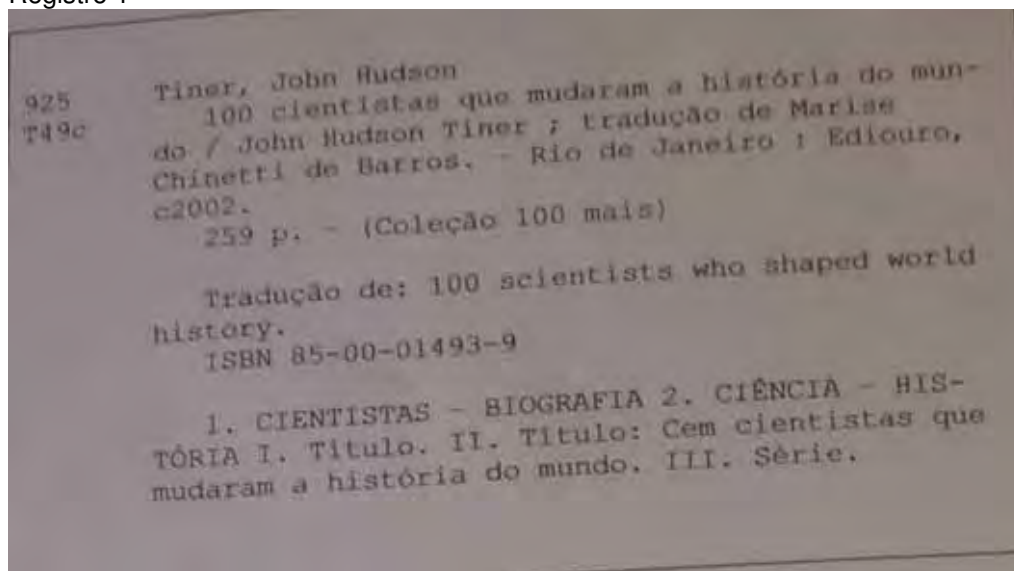 Registro 1
925 Tiner, John Hudson
T49c 100 cientistas que mudaram a história do mun-
do / John Hudson Tiner ; tradução de Marise
Chinetti de Barros. - Rio de Janeiro : Ediouro,
c2002.
259 p. - (Coleção 100 mais)
Tradução de: 100 scientists who shaped world
history.
ISBN 85-00-01493-9
1. CIENTISTAS - BIOGRAFIA 2. CIÊNCIA - HIS-
TÓRIA I. Título. II. Título: Cem cientistas que
mudaram a história do mundo. III. Série.